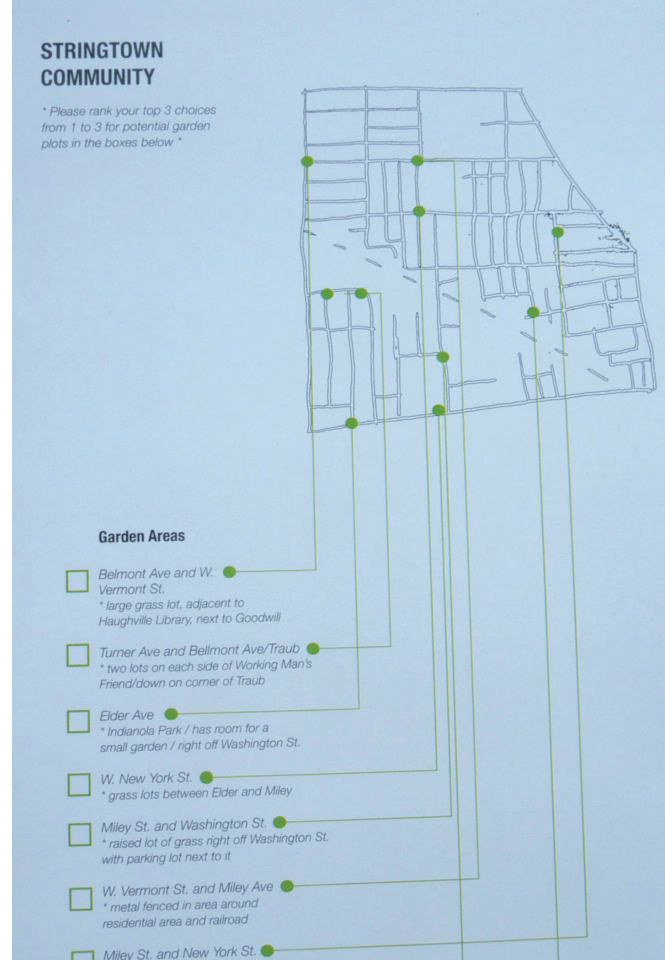 STRINGTOWN
COMMUNITY
* Please rank your top 3 choices
from 1 to 3 for potential garden
plots in the boxes below *
Garden Areas
Belmont Ave and W.
Vermont St.
* large grass lot, adjacent to
Haughville Library, next to Goodwill
Turner Ave and Bellmont Ave/Traub
* two lots on each side of Working Man's
Friend/down on corner of Traub
Elder Ave
* Indianola Park / has room for a
small garden / right off Washington St.
W. New York St.
* grass lots between Elder and Miley
Miley St. and Washington St.
* raised lot of grass right off Washington St.
with parking lot next to it
W. Vermont St. and Miley Ave
* metal fenced in area around
residential area and railroad
Miley St. and New York St.